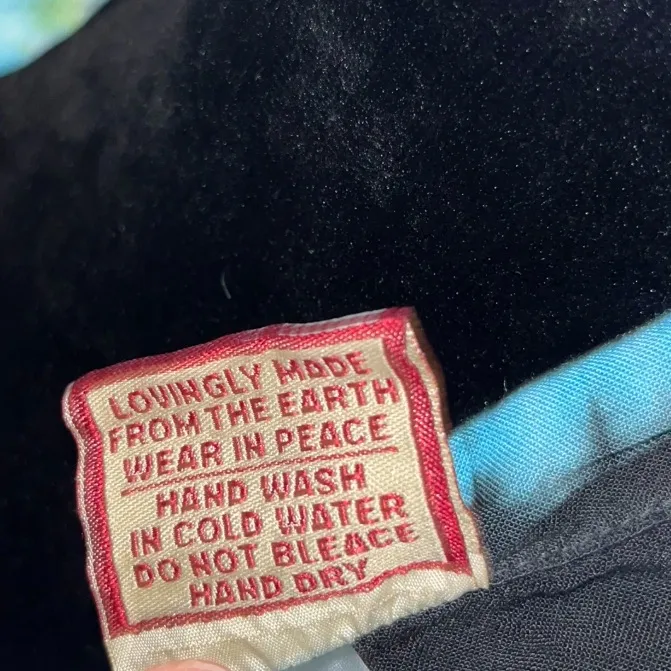 LOVINGLY MADE
FROM THE EARTH
WEAR IN PEACE
HAND WASH
IN COLD WATER
DO NOT BLEACE
HAND DRY